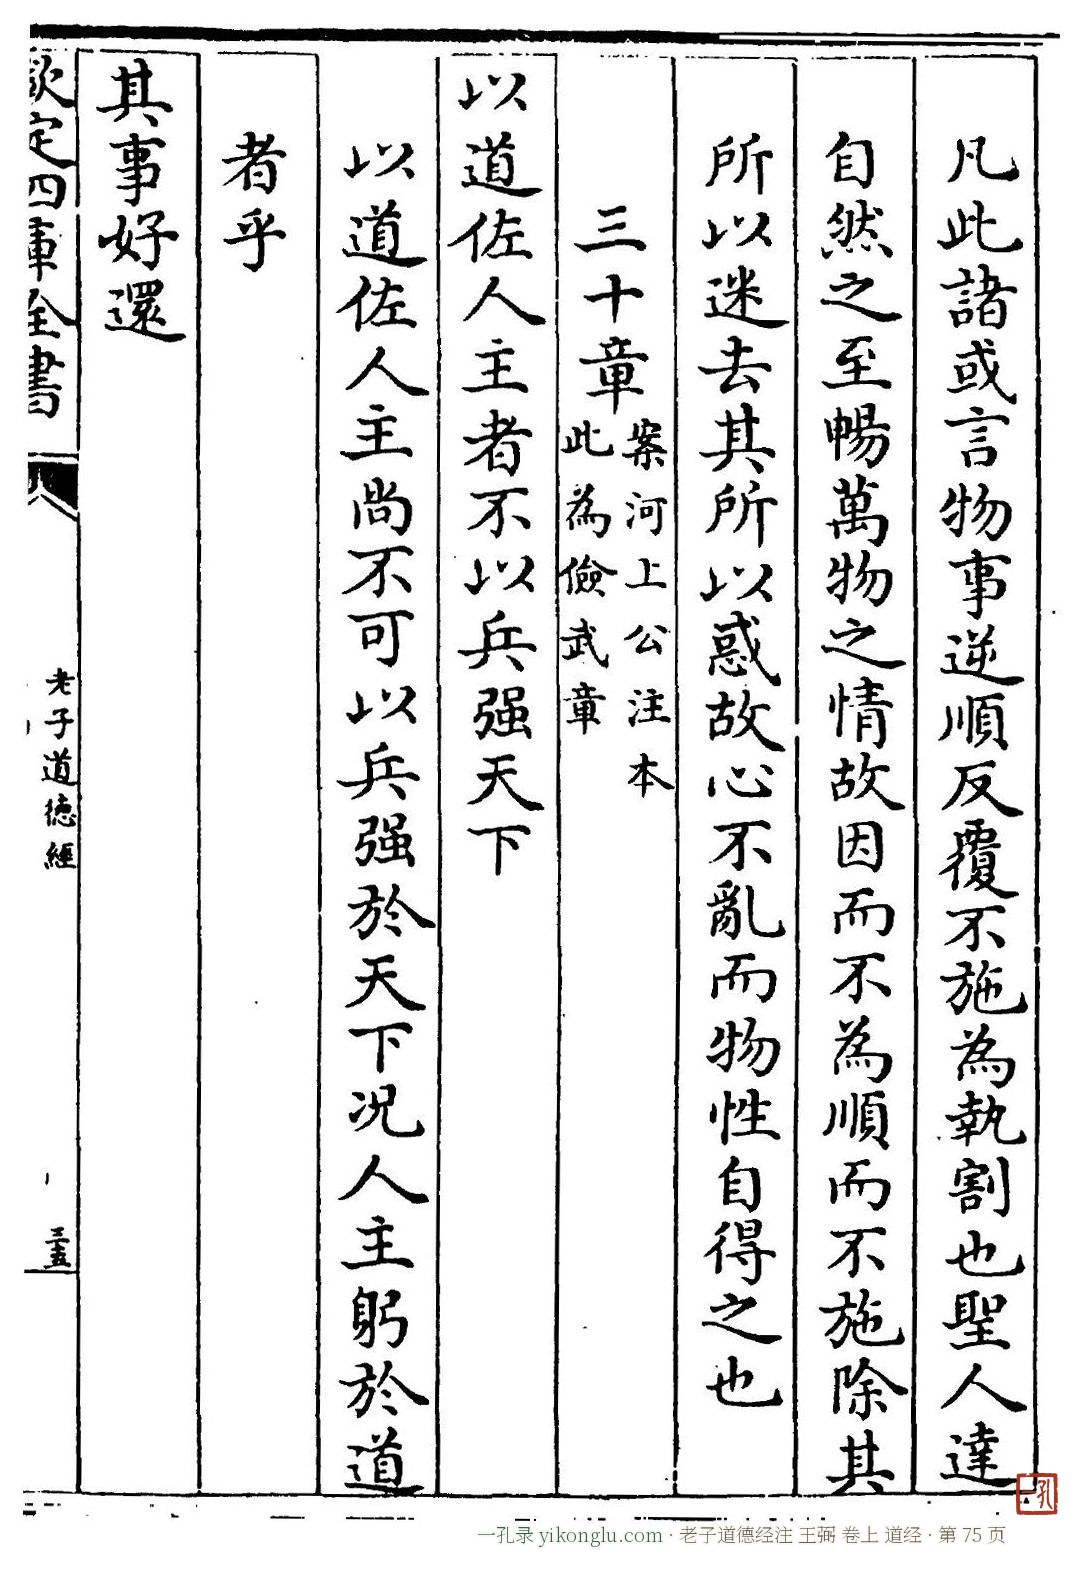 凡此諸或言物事逆順反覆不施為執割也聖人達
自然之至暢萬物之情故因而不為順而不施除其
所以迷去其所以惑故心不亂而物性自得之也
三十章案河上公注本
此為儉武章
以道佐人主者不以兵强天下
以道佐人主尚不可以兵强於天下况人主躬於道
者乎
其事好還
欽定四庫全書
老子道德經
三五
一孔录 yikonglu.com · 老子道德经注 王弼 卷上 道经 · 第 75 页